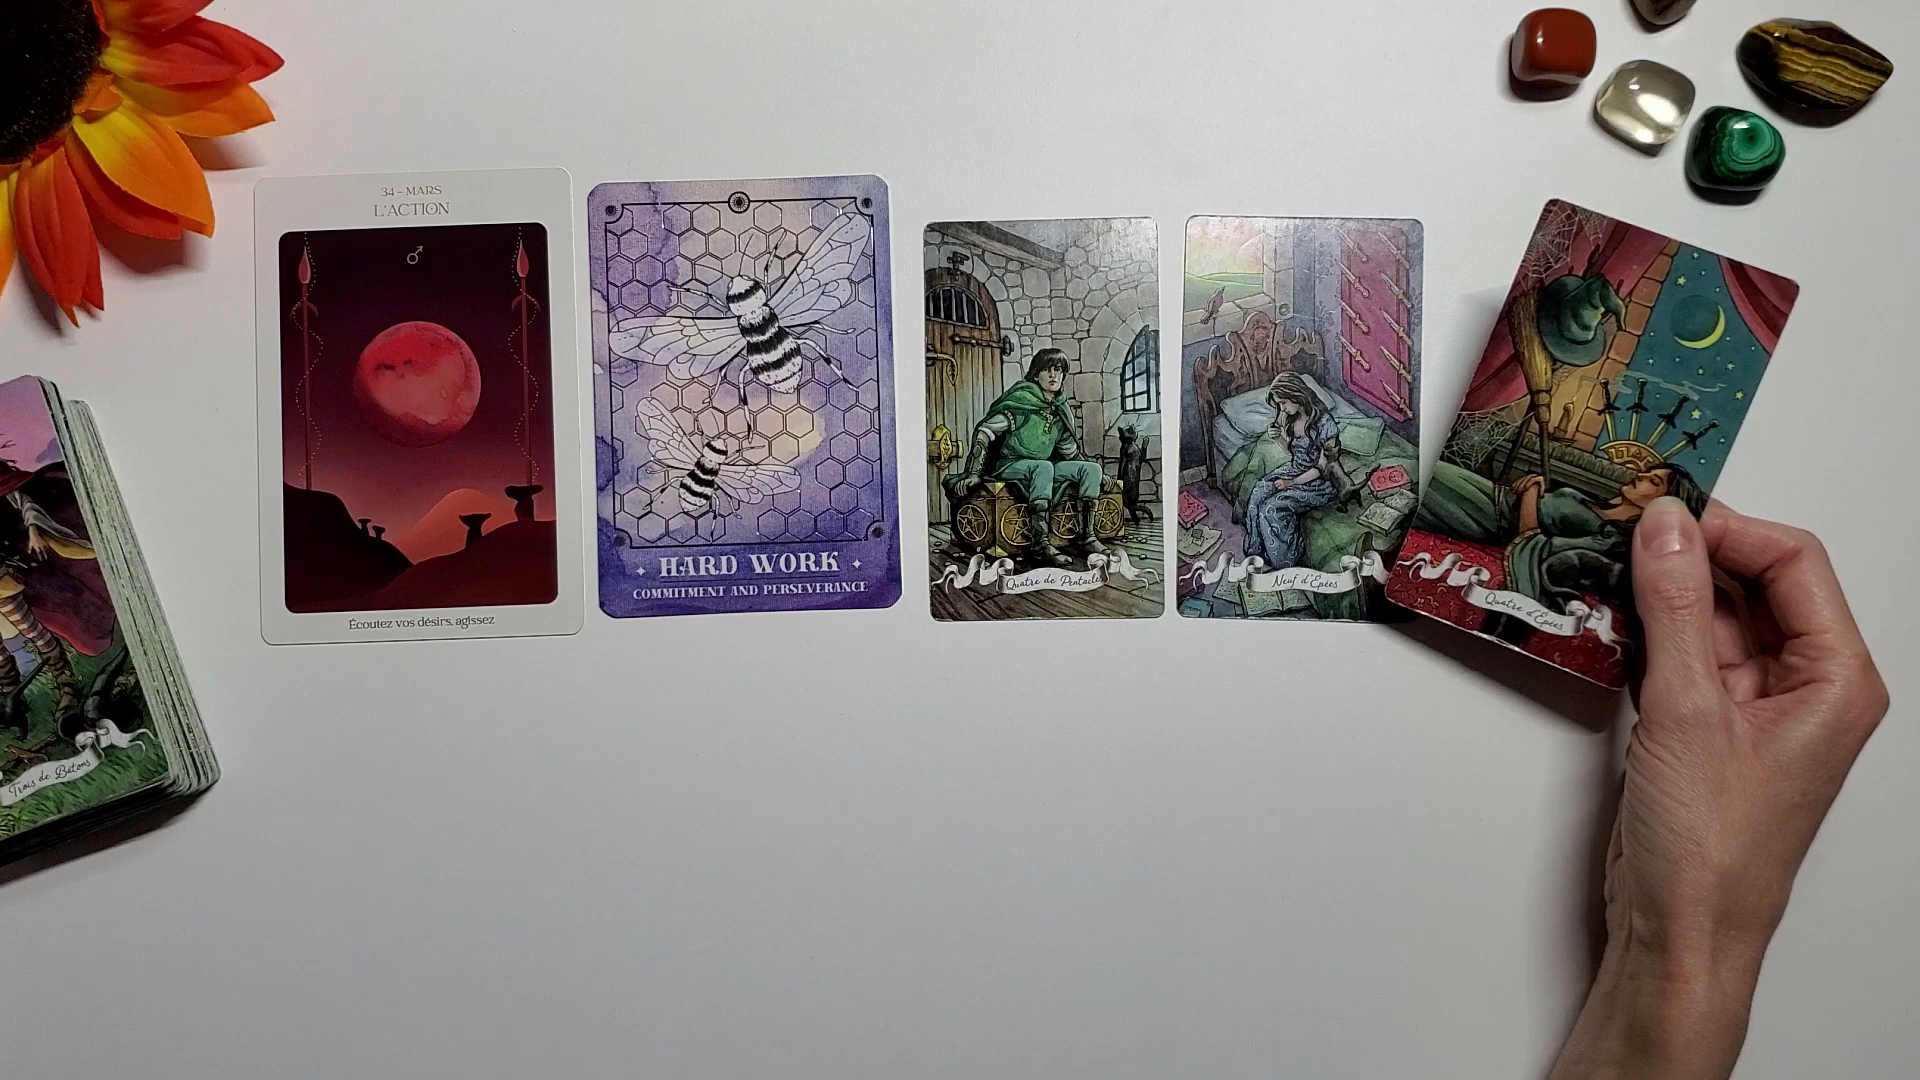 34 - MARS
L'ACTION
Écoutez vos désirs, agissez
HARD WORK
COMMITMENT AND PERSEVERANCE
Quatre de Pentacles
Neuf d'Épées
Quatre d'Épées
Trois de Bâtons